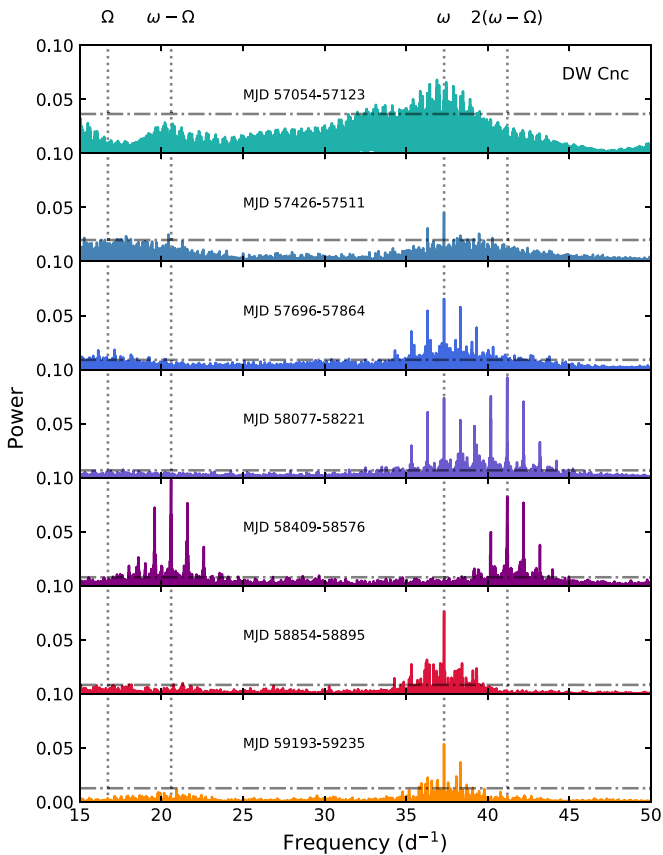 Ω ω − Ω ω 2(ω − Ω)
0.10
DW Cnc
MJD 57054-57123
0.05
0.10
MJD 57426-57511
0.05
0.10
MJD 57696-57864
0.05
0.10
MJD 58077-58221
0.05
0.10
MJD 58409-58576
0.05
0.10
MJD 58854-58895
0.05
0.10
MJD 59193-59235
0.05
0.00
15 20 25 30 35 40 45 50
Frequency (d⁻¹)
Power